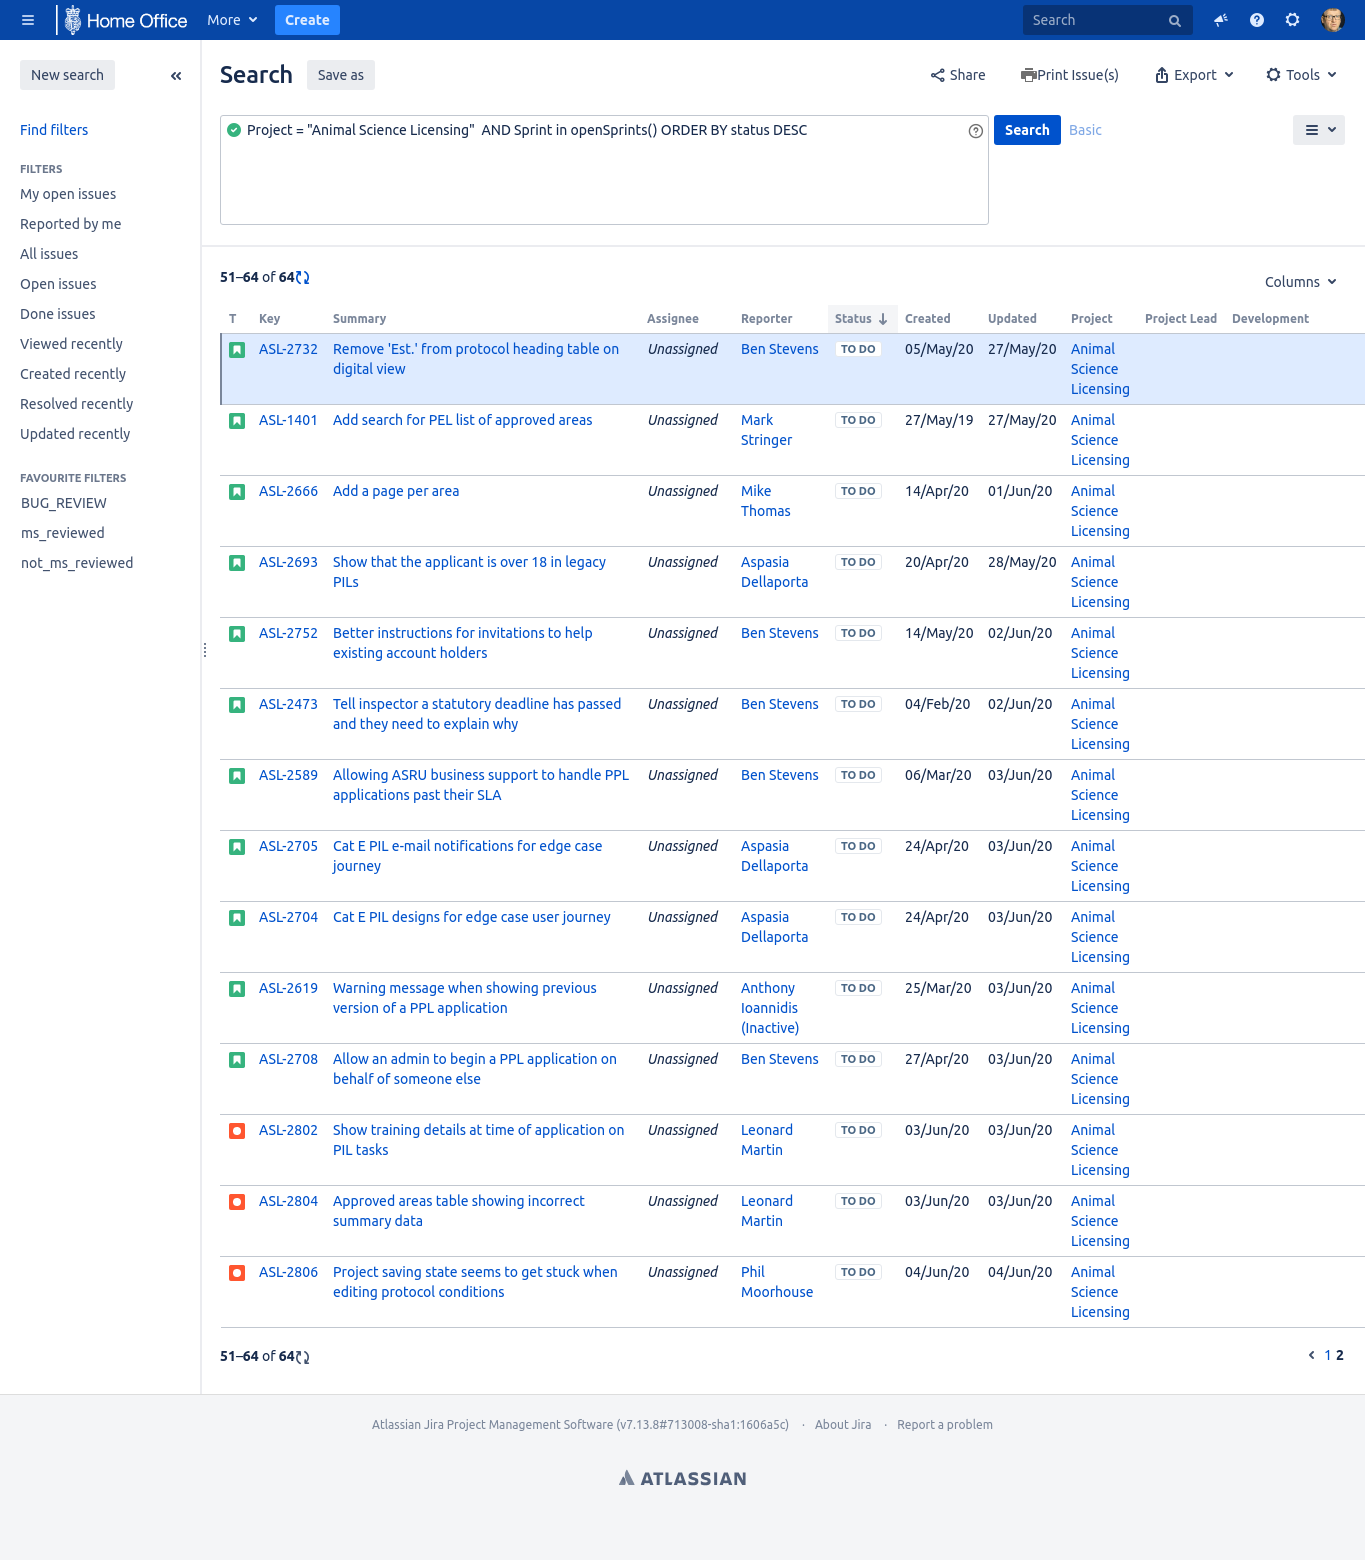 Home Office More Create Search
New search
Find filters
FILTERS
My open issues
Reported by me
All issues
Open issues
Done issues
Viewed recently
Created recently
Resolved recently
Updated recently
FAVOURITE FILTERS
BUG_REVIEW
ms_reviewed
not_ms_reviewed
Search Save as Share Print Issue(s) Export Tools
Project = "Animal Science Licensing"  AND Sprint in openSprints() ORDER BY status DESC Search Basic
51–64 of 64
Columns
T Key Summary Assignee Reporter Status Created Updated Project Project Lead Development
ASL-2732 Remove 'Est.' from protocol heading table on Unassigned Ben Stevens TO DO 05/May/20 27/May/20 Animal
digital view Science
Licensing
ASL-1401 Add search for PEL list of approved areas Unassigned Mark TO DO 27/May/19 27/May/20 Animal
Stringer Science
Licensing
ASL-2666 Add a page per area Unassigned Mike TO DO 14/Apr/20 01/Jun/20 Animal
Thomas Science
Licensing
ASL-2693 Show that the applicant is over 18 in legacy Unassigned Aspasia TO DO 20/Apr/20 28/May/20 Animal
PILs Dellaporta Science
Licensing
ASL-2752 Better instructions for invitations to help Unassigned Ben Stevens TO DO 14/May/20 02/Jun/20 Animal
existing account holders Science
Licensing
ASL-2473 Tell inspector a statutory deadline has passed Unassigned Ben Stevens TO DO 04/Feb/20 02/Jun/20 Animal
and they need to explain why Science
Licensing
ASL-2589 Allowing ASRU business support to handle PPL Unassigned Ben Stevens TO DO 06/Mar/20 03/Jun/20 Animal
applications past their SLA Science
Licensing
ASL-2705 Cat E PIL e-mail notifications for edge case Unassigned Aspasia TO DO 24/Apr/20 03/Jun/20 Animal
journey Dellaporta Science
Licensing
ASL-2704 Cat E PIL designs for edge case user journey Unassigned Aspasia TO DO 24/Apr/20 03/Jun/20 Animal
Dellaporta Science
Licensing
ASL-2619 Warning message when showing previous Unassigned Anthony TO DO 25/Mar/20 03/Jun/20 Animal
version of a PPL application Ioannidis Science
(Inactive) Licensing
ASL-2708 Allow an admin to begin a PPL application on Unassigned Ben Stevens TO DO 27/Apr/20 03/Jun/20 Animal
behalf of someone else Science
Licensing
ASL-2802 Show training details at time of application on Unassigned Leonard TO DO 03/Jun/20 03/Jun/20 Animal
PIL tasks Martin Science
Licensing
ASL-2804 Approved areas table showing incorrect Unassigned Leonard TO DO 03/Jun/20 03/Jun/20 Animal
summary data Martin Science
Licensing
ASL-2806 Project saving state seems to get stuck when Unassigned Phil TO DO 04/Jun/20 04/Jun/20 Animal
editing protocol conditions Moorhouse Science
Licensing
51–64 of 64 1 2
Atlassian Jira Project Management Software (v7.13.8#713008-sha1:1606a5c) · About Jira · Report a problem
ATLASSIAN